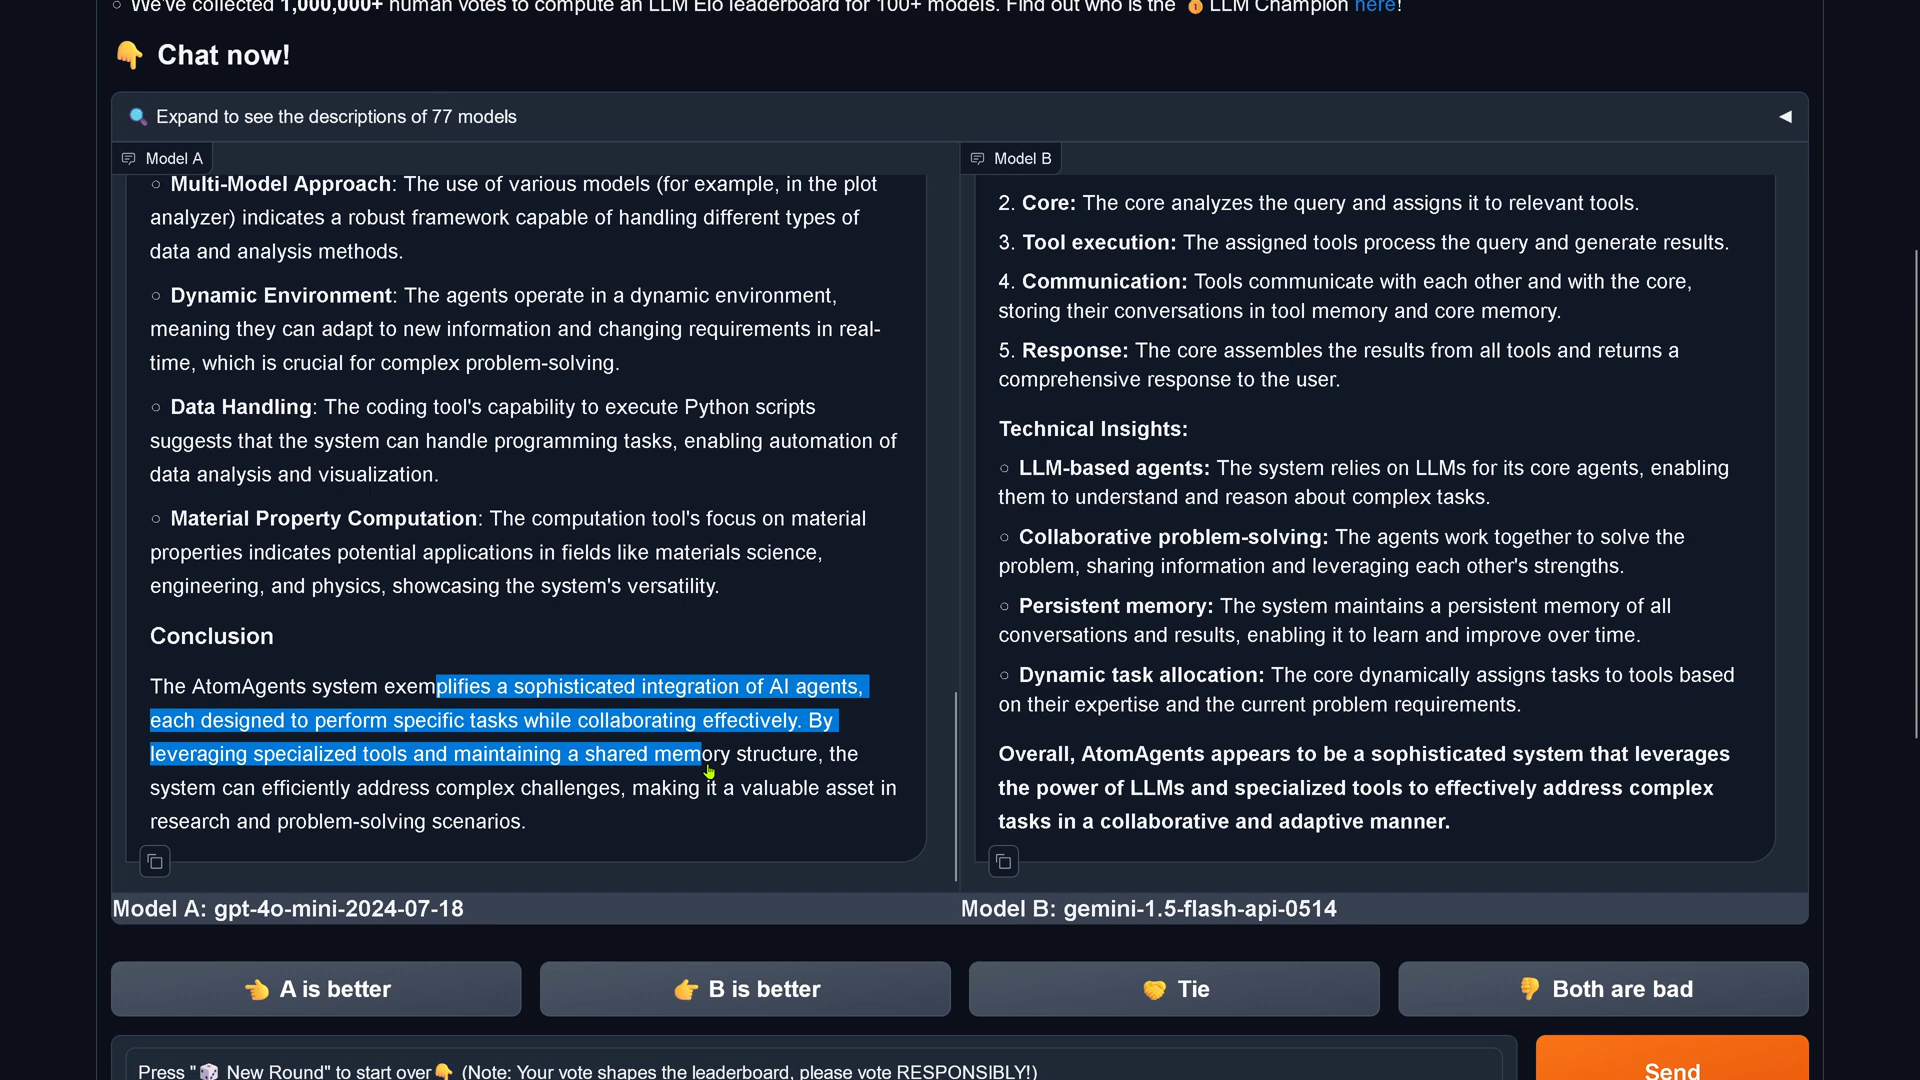 ○ We've collected 1,000,000+ human votes to compute an LLM Elo leaderboard for 100+ models. Find out who is the 🥇 LLM Champion here!
👇 Chat now!
🔍 Expand to see the descriptions of 77 models
Model A
○ Multi-Model Approach: The use of various models (for example, in the plot
analyzer) indicates a robust framework capable of handling different types of
data and analysis methods.
○ Dynamic Environment: The agents operate in a dynamic environment,
meaning they can adapt to new information and changing requirements in real-
time, which is crucial for complex problem-solving.
○ Data Handling: The coding tool's capability to execute Python scripts
suggests that the system can handle programming tasks, enabling automation of
data analysis and visualization.
○ Material Property Computation: The computation tool's focus on material
properties indicates potential applications in fields like materials science,
engineering, and physics, showcasing the system's versatility.
Conclusion
The AtomAgents system exemplifies a sophisticated integration of AI agents,
each designed to perform specific tasks while collaborating effectively. By
leveraging specialized tools and maintaining a shared memory structure, the
system can efficiently address complex challenges, making it a valuable asset in
research and problem-solving scenarios.
Model B
2. Core: The core analyzes the query and assigns it to relevant tools.
3. Tool execution: The assigned tools process the query and generate results.
4. Communication: Tools communicate with each other and with the core,
storing their conversations in tool memory and core memory.
5. Response: The core assembles the results from all tools and returns a
comprehensive response to the user.
Technical Insights:
○ LLM-based agents: The system relies on LLMs for its core agents, enabling
them to understand and reason about complex tasks.
○ Collaborative problem-solving: The agents work together to solve the
problem, sharing information and leveraging each other's strengths.
○ Persistent memory: The system maintains a persistent memory of all
conversations and results, enabling it to learn and improve over time.
○ Dynamic task allocation: The core dynamically assigns tasks to tools based
on their expertise and the current problem requirements.
Overall, AtomAgents appears to be a sophisticated system that leverages
the power of LLMs and specialized tools to effectively address complex
tasks in a collaborative and adaptive manner.
Model A: gpt-4o-mini-2024-07-18
Model B: gemini-1.5-flash-api-0514
👈 A is better
👉 B is better
🤝 Tie
👎 Both are bad
Press "🎲 New Round" to start over👇 (Note: Your vote shapes the leaderboard, please vote RESPONSIBLY!)
Send